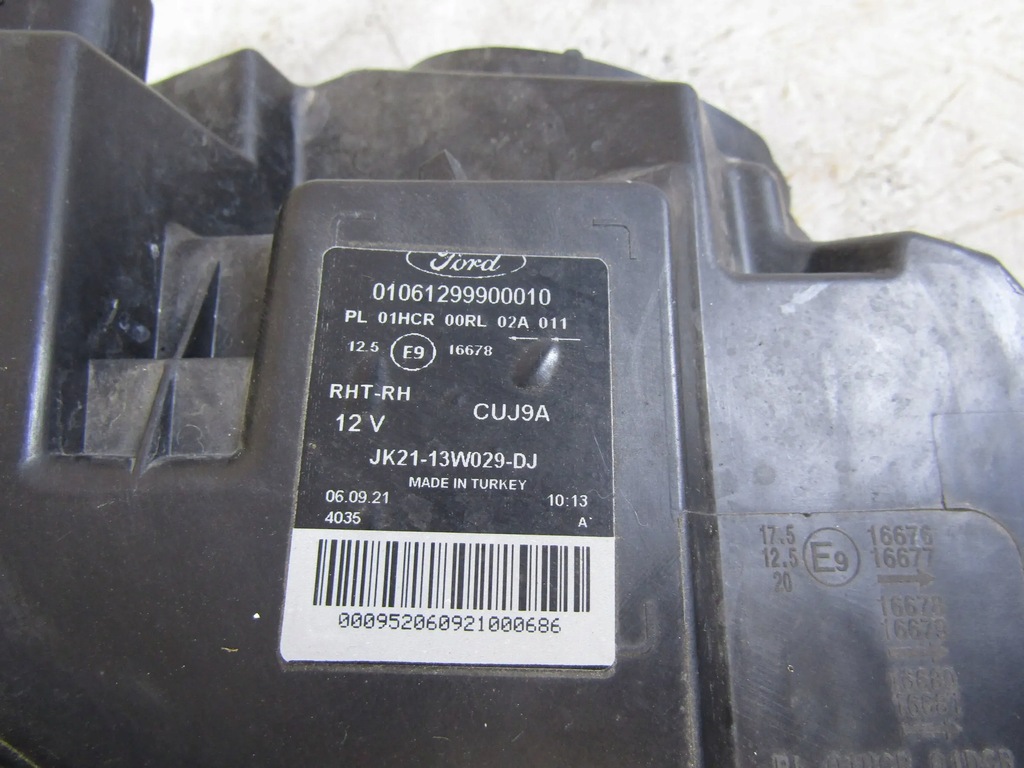 Ford
01061299900010
PL 01HCR 00RL 02A 011
12.5 E9 16678
RHT-RH
12 V CUJ9A
JK21-13W029-DJ
MADE IN TURKEY
06.09.21 10:13
4035 A
000952060921000686
17.5 16676
12.5 E9 16677
20
16678
16679